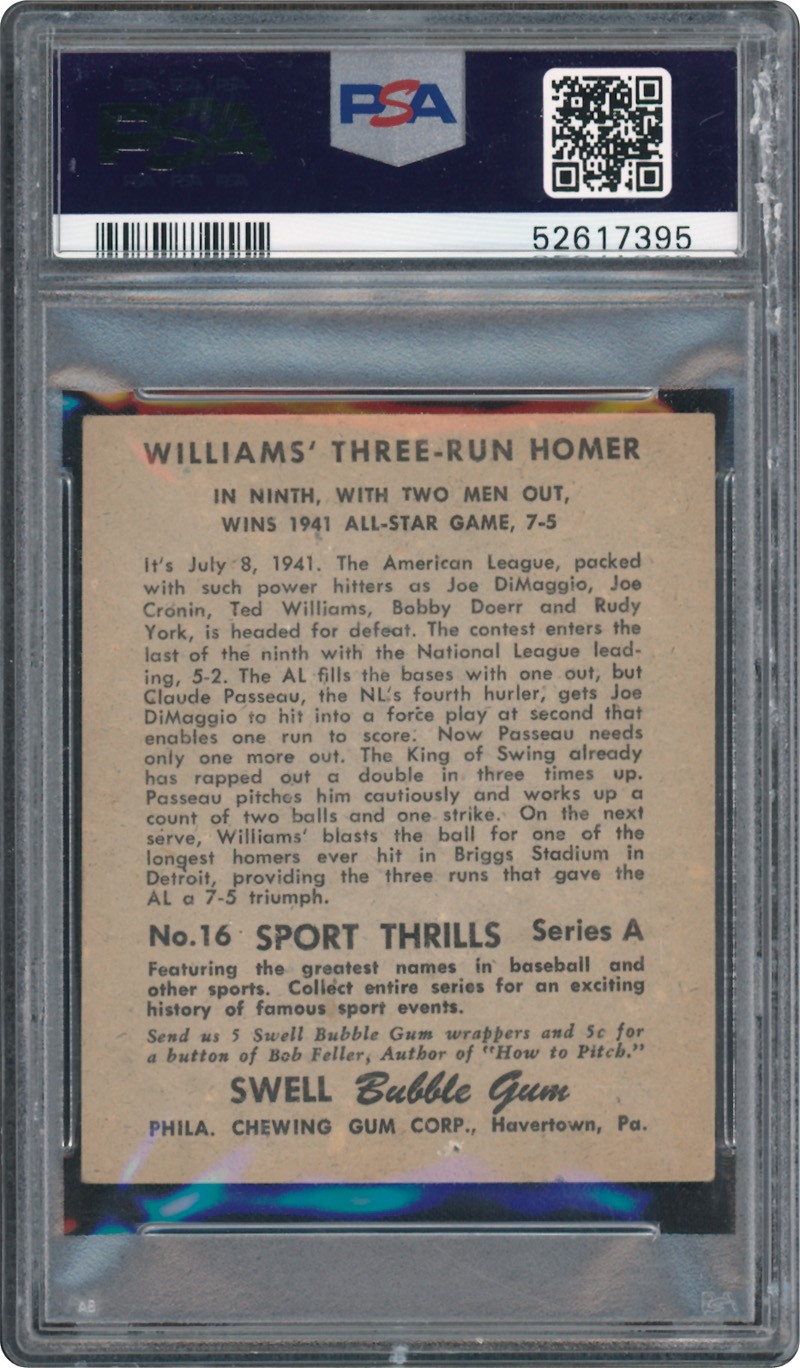 PSA
52617395
WILLIAMS' THREE-RUN HOMER
IN NINTH, WITH TWO MEN OUT,
WINS 1941 ALL-STAR GAME, 7-5
It's July 8, 1941. The American League, packed
with such power hitters as Joe DiMaggio, Joe
Cronin, Ted Williams, Bobby Doerr and Rudy
York, is headed for defeat. The contest enters the
last of the ninth with the National League lead-
ing, 5-2. The AL fills the bases with one out, but
Claude Passeau, the NL's fourth hurler, gets Joe
DiMaggio to hit into a force play at second that
enables one run to score. Now Passeau needs
only one more out. The King of Swing already
has rapped out a double in three times up.
Passeau pitches him cautiously and works up a
count of two balls and one strike. On the next
serve, Williams' blasts the ball for one of the
longest homers ever hit in Briggs Stadium in
Detroit, providing the three runs that gave the
AL a 7-5 triumph.
No.16 SPORT THRILLS Series A
Featuring the greatest names in baseball and
other sports. Collect entire series for an exciting
history of famous sport events.
Send us 5 Swell Bubble Gum wrappers and 5c for
a button of Bob Feller, Author of "How to Pitch."
SWELL Bubble Gum
PHILA. CHEWING GUM CORP., Havertown, Pa.